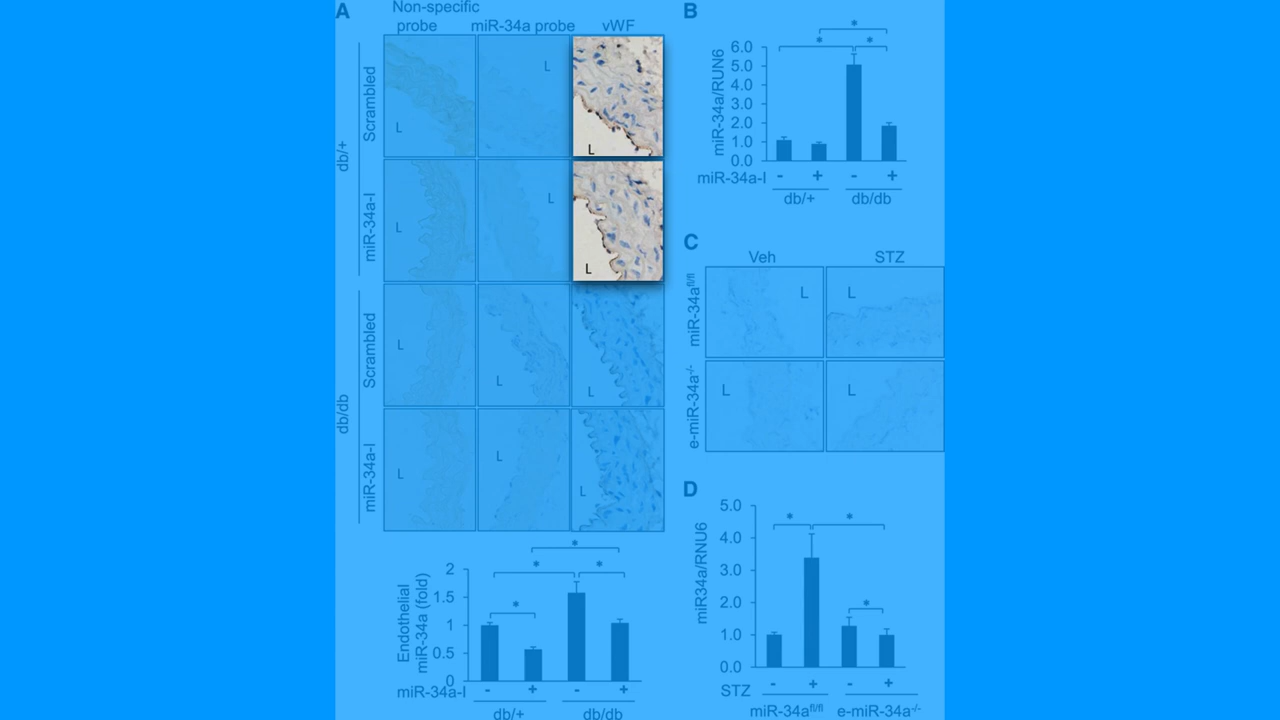 A
Non-specific
probe
miR-34a probe
vWF
db/+
Scrambled
L
L
L
miR-34a-I
L
L
L
db/db
Scrambled
L
L
L
miR-34a-I
L
L
L
* *
* *
Endothelial
miR-34a (fold)
2
1.5
1
0.5
0
miR-34a-I - + - +
db/+ db/db
B
*
* *
miR-34a/RUN6
6.0
5.0
4.0
3.0
2.0
1.0
0.0
miR-34a-I - + - +
db/+ db/db
C
Veh STZ
miR-34afl/fl
L L
e-miR-34a-/-
L L
D
* *
*
miR34a/RNU6
5.0
4.0
3.0
2.0
1.0
0.0
STZ - + - +
miR-34afl/fl e-miR-34a-/-